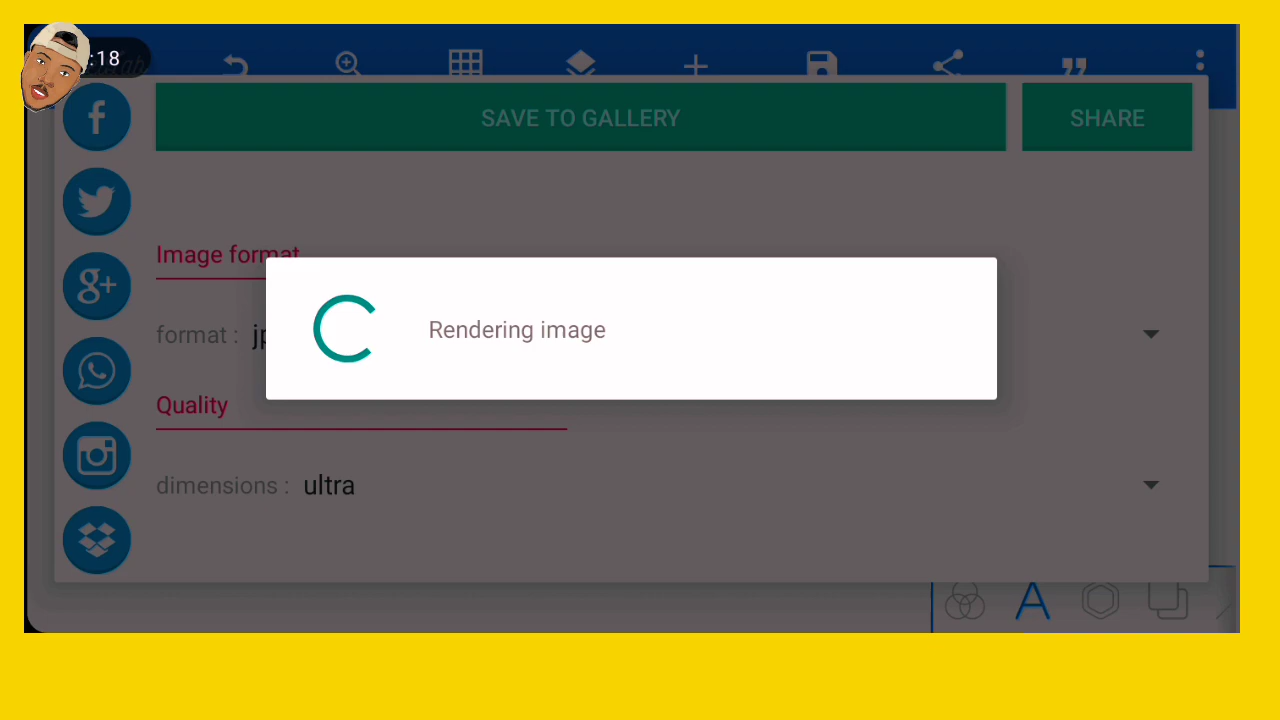 :18
SAVE TO GALLERY
SHARE
Image format
format :
Rendering image
Quality
dimensions : ultra